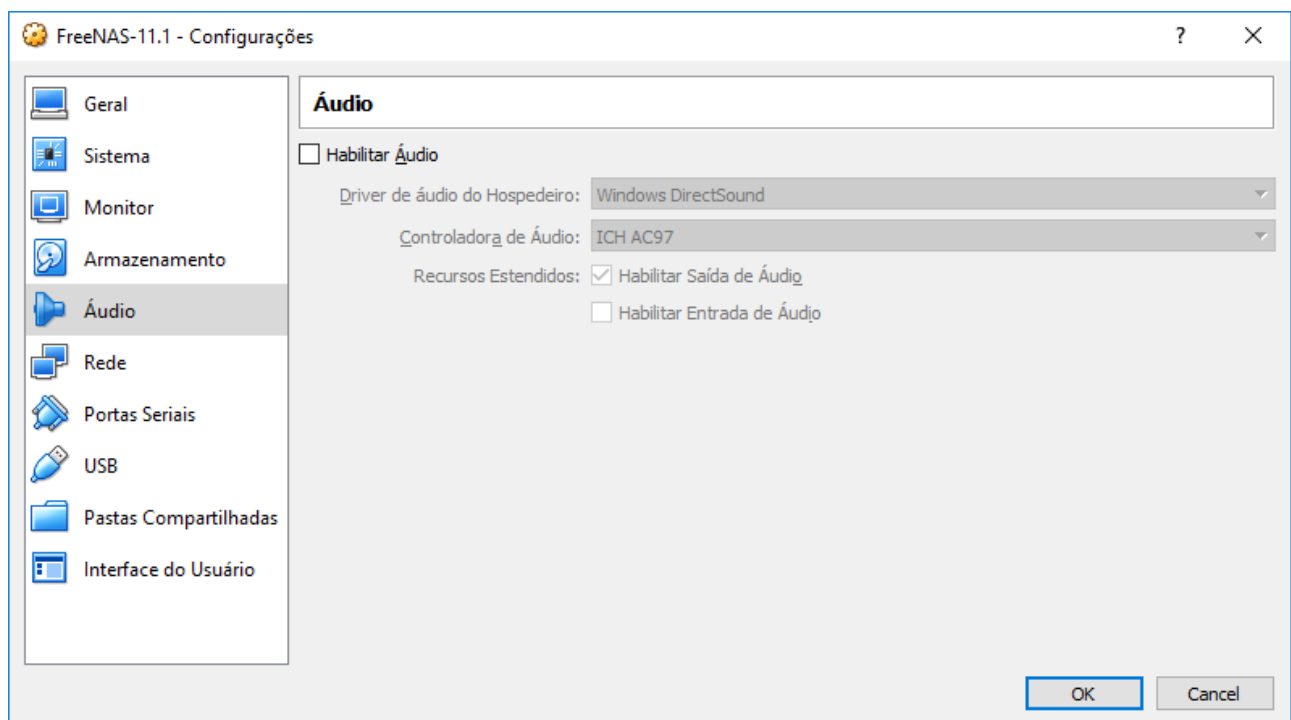 FreeNAS-11.1 - Configurações
?
Geral
Sistema
Monitor
Armazenamento
Áudio
Rede
Portas Seriais
USB
Pastas Compartilhadas
Interface do Usuário
Áudio
Habilitar Áudio
Driver de áudio do Hospedeiro: Windows DirectSound
Controladora de Áudio: ICH AC97
Recursos Estendidos: Habilitar Saída de Áudio
Habilitar Entrada de Áudio
OK Cancel